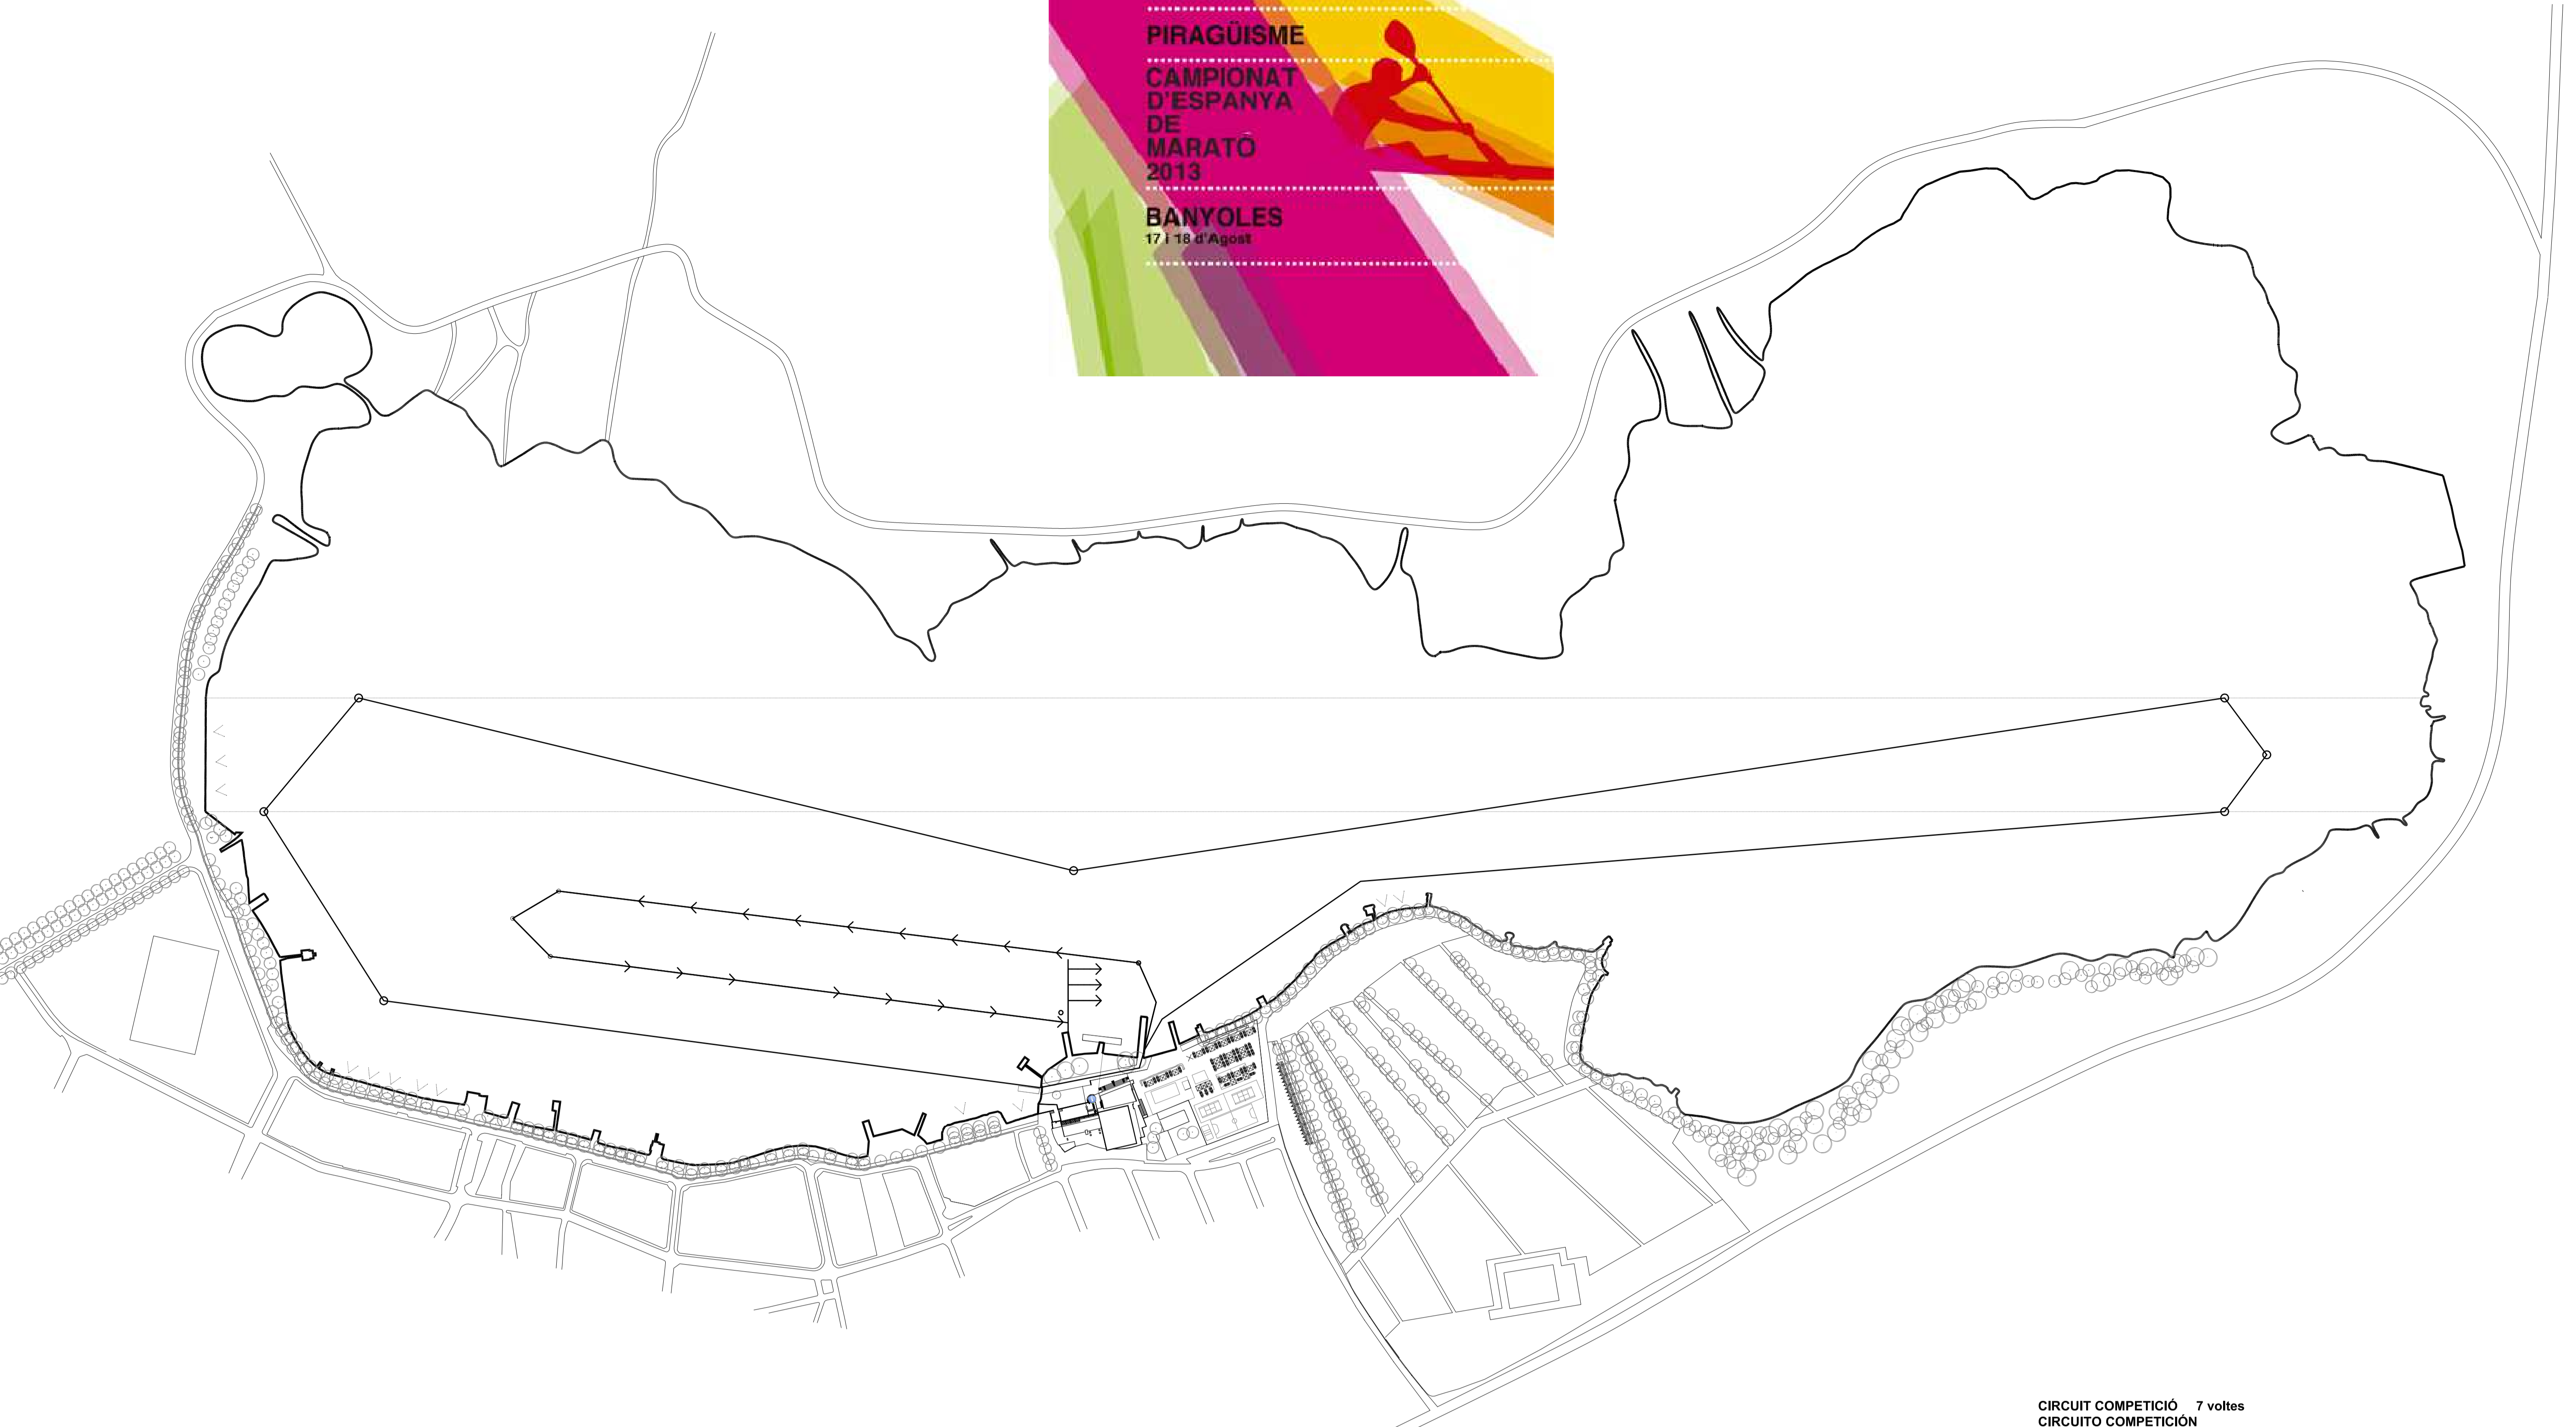 PIRAGÜISME
CAMPIONAT
D'ESPANYA
DE
MARATÓ
2013
BANYOLES
17 i 18 d'Agost
CIRCUIT COMPETICIÓ 7 voltes
CIRCUITO COMPETICIÓN